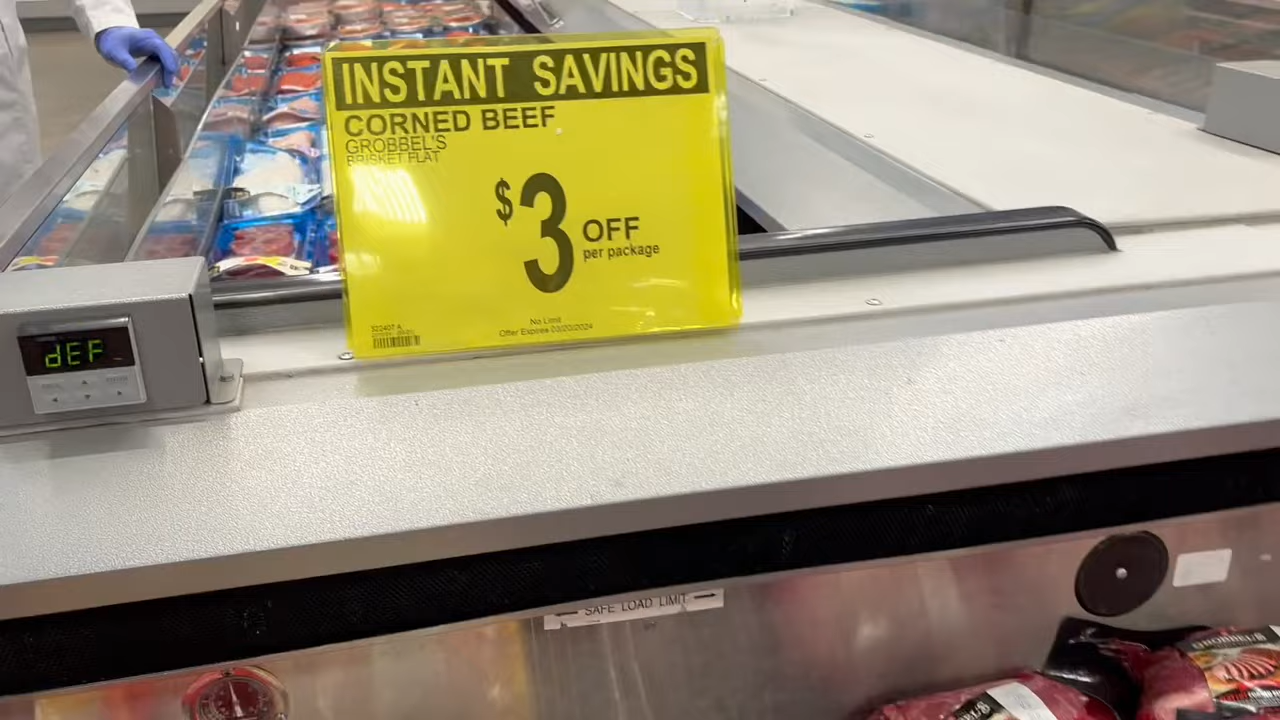 INSTANT SAVINGS
CORNED BEEF
GROBBEL'S
BRISKET FLAT
$3 OFF
per package
No Limit
Offer Expires 03/20/2024
dEF
SAFE LOAD LIMIT
GROBBEL'S